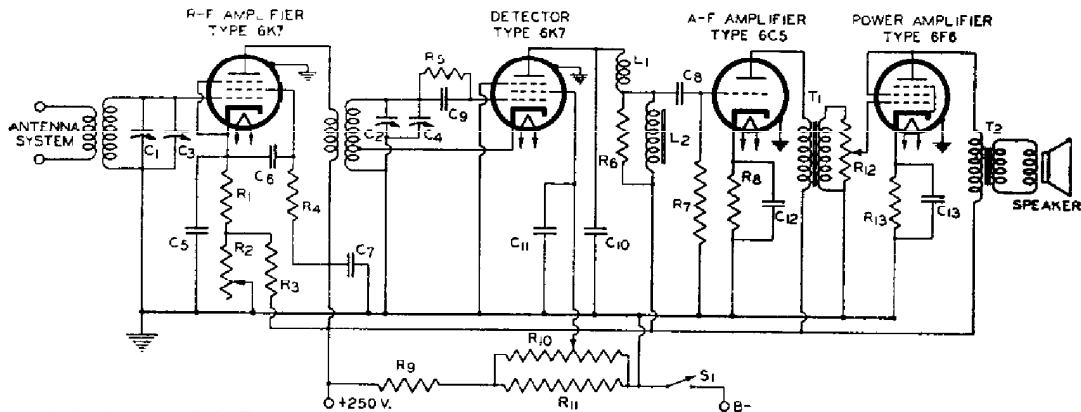 R-F AMPLIFIER
TYPE 6K7
DETECTOR
TYPE 6K7
A-F AMPLIFIER
TYPE 6C5
POWER AMPLIFIER
TYPE 6F6
ANTENNA
SYSTEM
C1
C3
C6
R1
R4
C5
R2
R3
C7
R5
C2
C4
C9
C11
C10
L1
R6
L2
C8
R7
R8
C12
T1
R12
R13
C13
T2
SPEAKER
R9
R10
R11
S1
+250 V.
B-